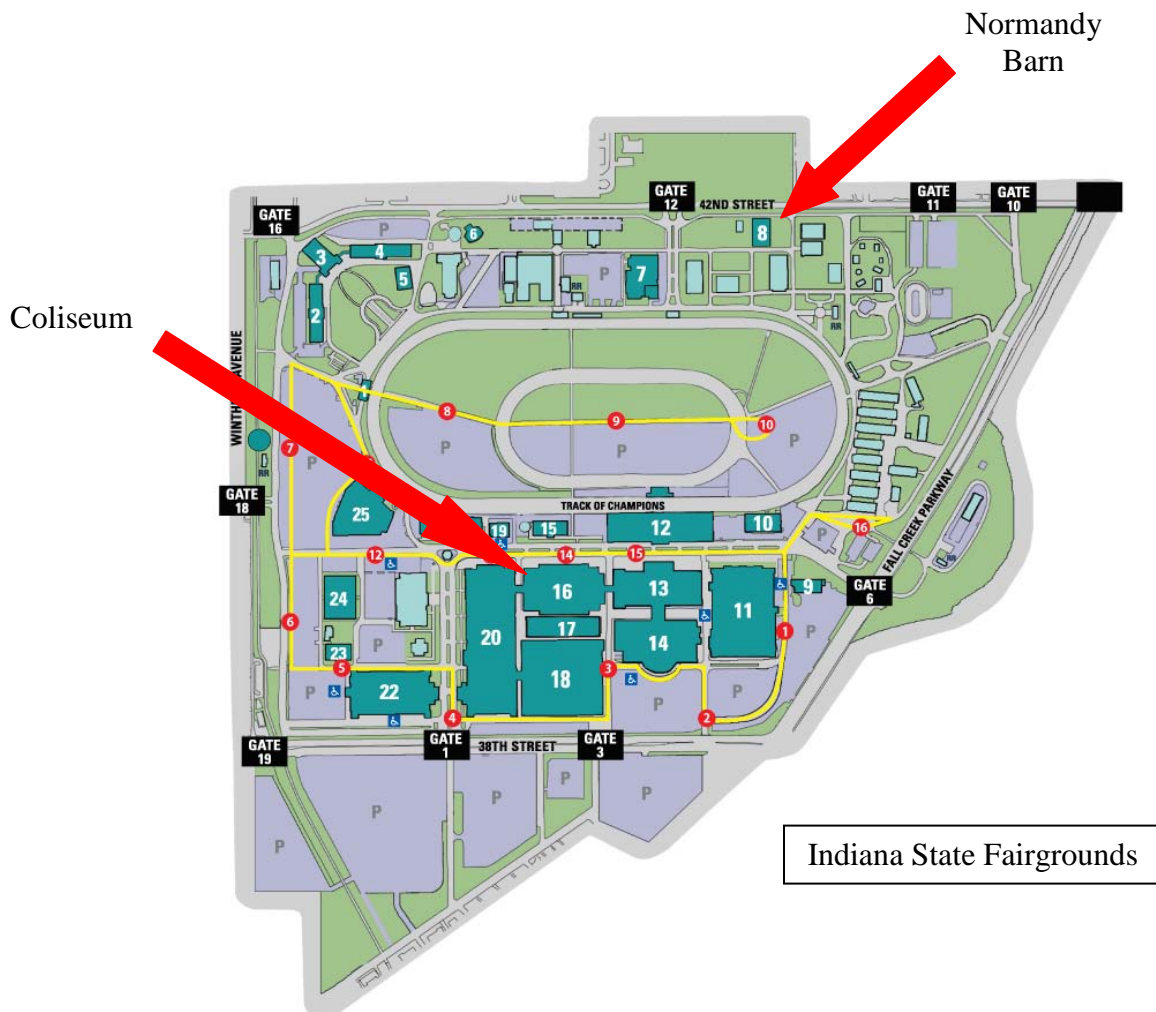 Normandy
Barn
GATE
12
GATE
11
GATE
10
42ND STREET
GATE
16
P
6
8
4
3
5
7
P
P
RR
2
Coliseum
RR
WINTH AVENUE
1
8
9
10
P
P
P
7
P
RR
GATE
18
25
TRACK OF CHAMPIONS
19
15
12
10
16
P
FALL CREEK PARKWAY
RR
12
14
15
GATE
6
16
13
9
24
20
17
11
6
P
14
1
23
5
18
3
P
P
22
P
P
4
2
GATE
19
GATE
1
38TH STREET
GATE
3
P
P
P
P
P
Indiana State Fairgrounds